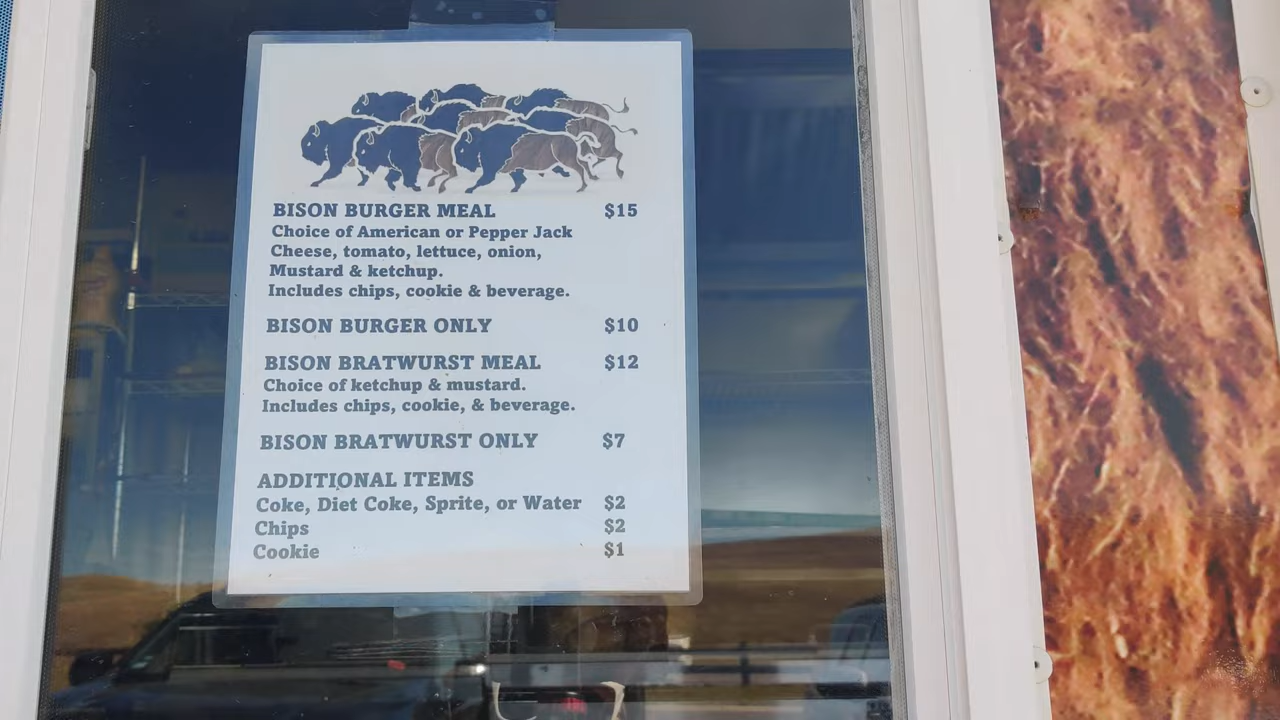 BISON BURGER MEAL $15
Choice of American or Pepper Jack
Cheese, tomato, lettuce, onion,
Mustard & ketchup.
Includes chips, cookie & beverage.
BISON BURGER ONLY $10
BISON BRATWURST MEAL $12
Choice of ketchup & mustard.
Includes chips, cookie, & beverage.
BISON BRATWURST ONLY $7
ADDITIONAL ITEMS
Coke, Diet Coke, Sprite, or Water $2
Chips $2
Cookie $1